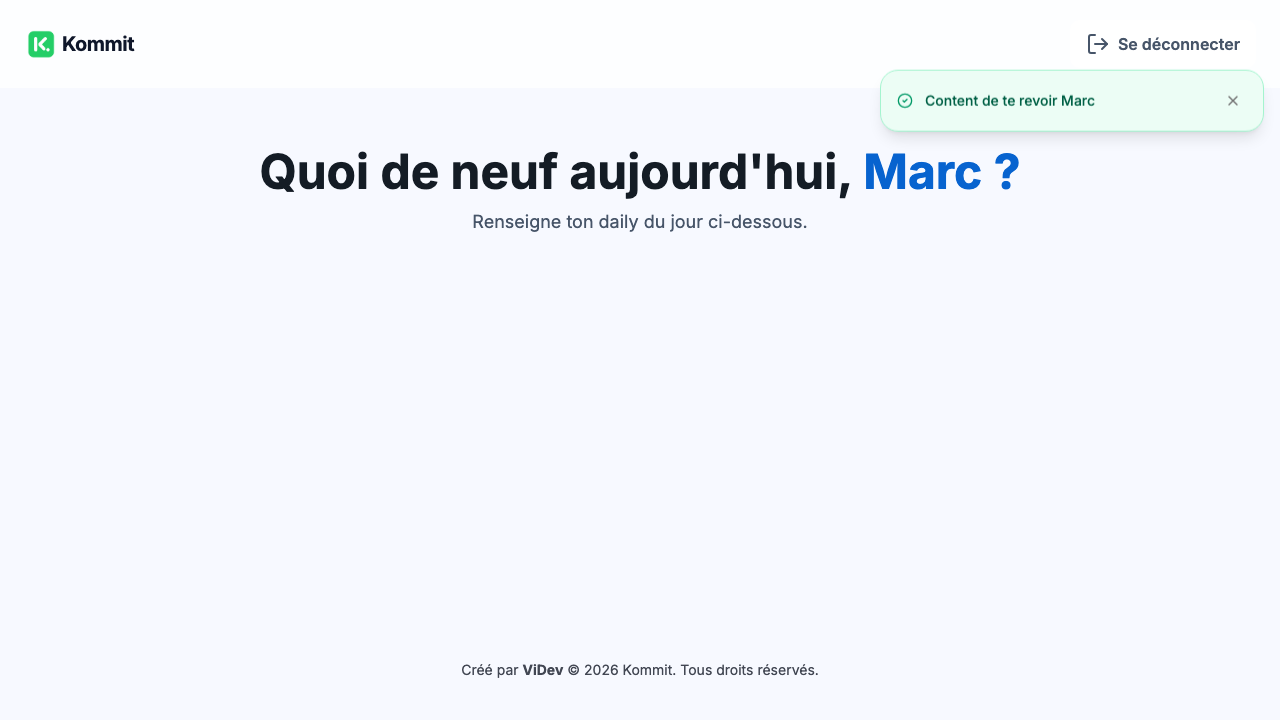 Kommit
Se déconnecter
Content de te revoir Marc
Quoi de neuf aujourd'hui, Marc ?
Renseigne ton daily du jour ci-dessous.
Créé par ViDev © 2026 Kommit. Tous droits réservés.